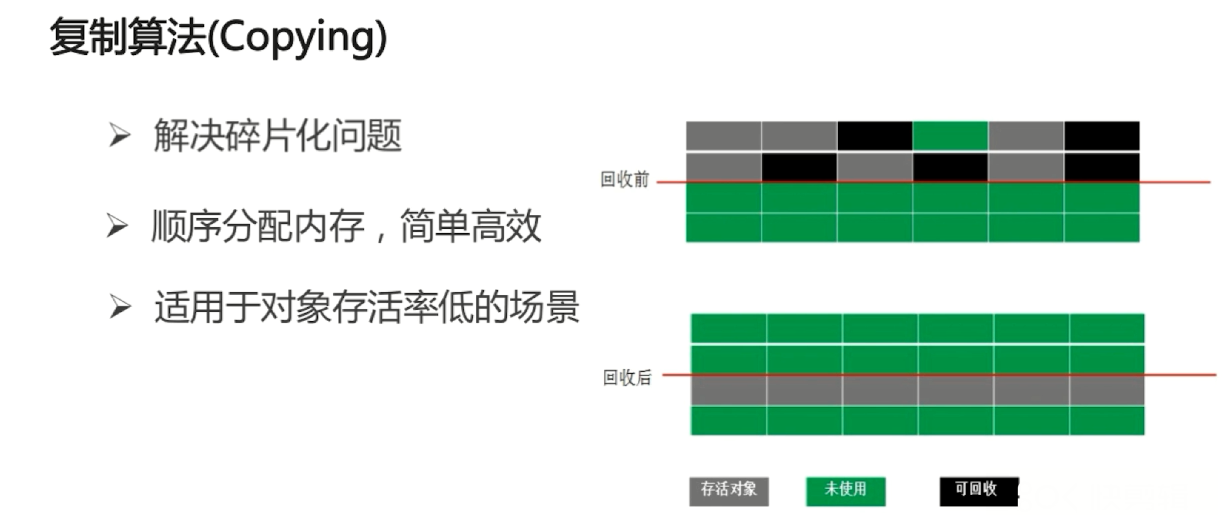 复制算法(Copying)
➢ 解决碎片化问题
➢ 顺序分配内存，简单高效
➢ 适用于对象存活率低的场景
回收前
回收后
存活对象 未使用 可回收